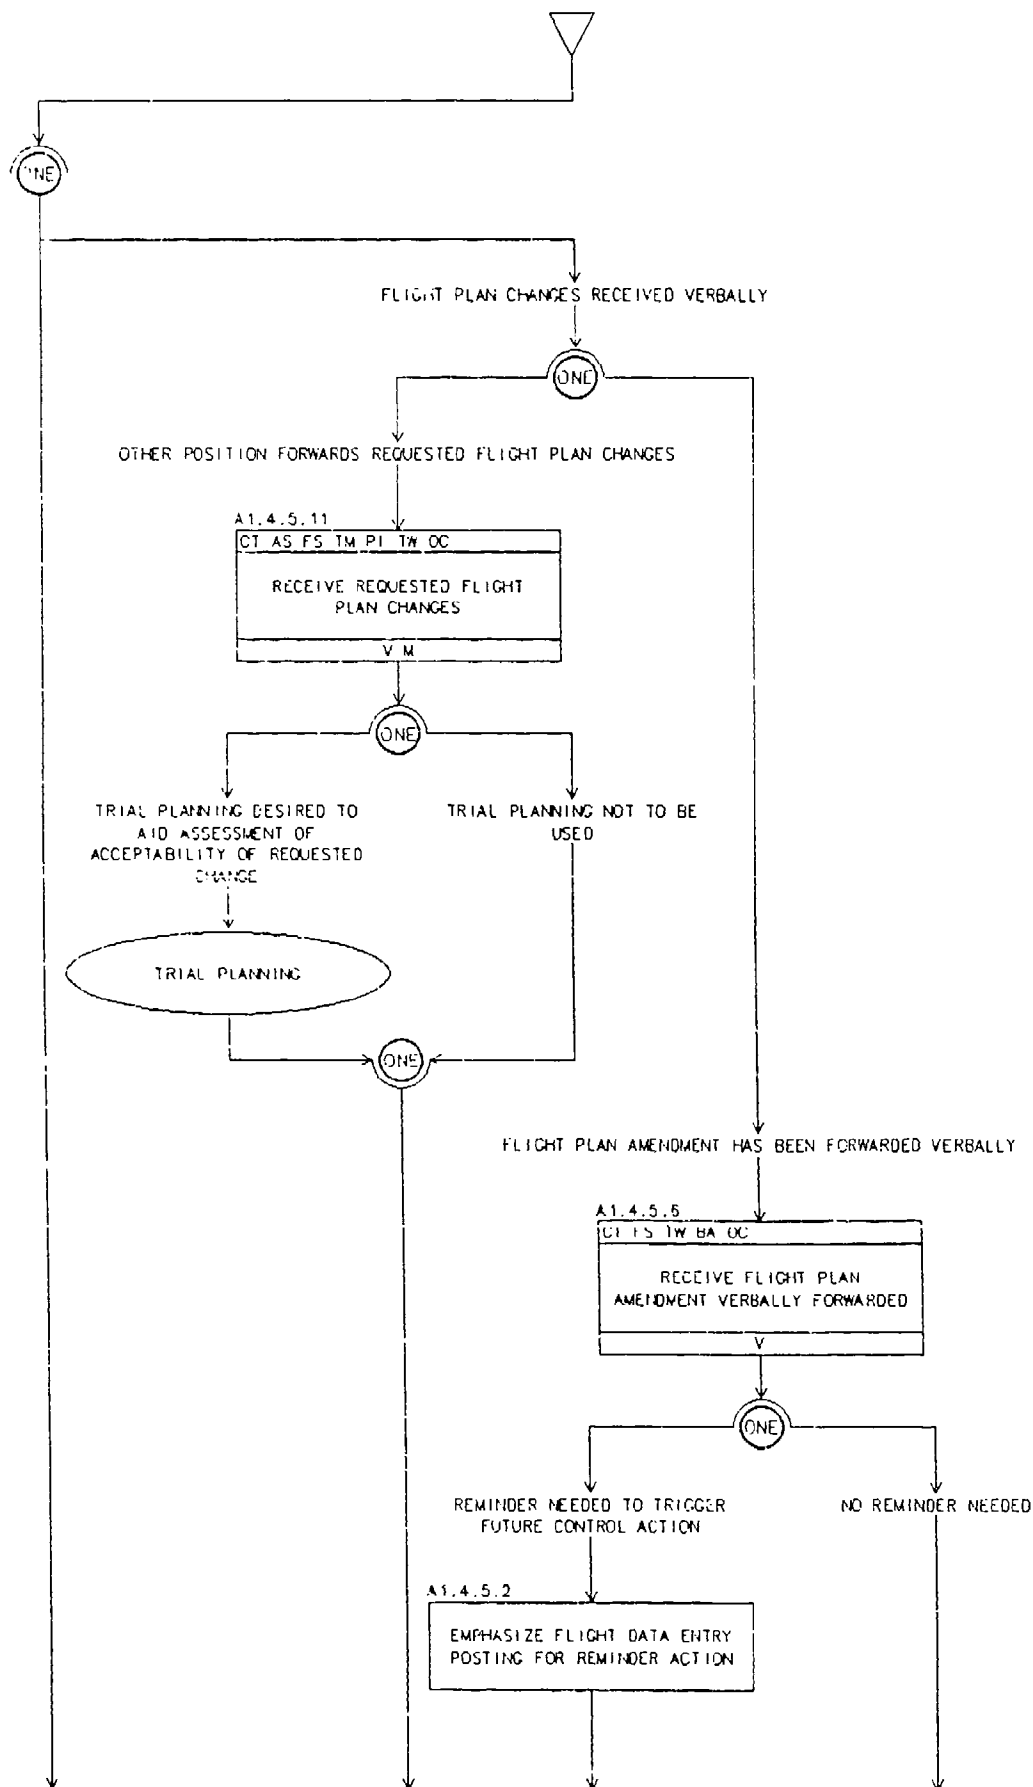 ONE
FLIGHT PLAN CHANGES RECEIVED VERBALLY
ONE
OTHER POSITION FORWARDS REQUESTED FLIGHT PLAN CHANGES
A1.4.5.11
CT AS FS TM PI TW OC
RECEIVE REQUESTED FLIGHT
PLAN CHANGES
V M
ONE
TRIAL PLANNING DESIRED TO
AID ASSESSMENT OF
ACCEPTABILITY OF REQUESTED
CHANGE
TRIAL PLANNING NOT TO BE
USED
TRIAL PLANNING
ONE
FLIGHT PLAN AMENDMENT HAS BEEN FORWARDED VERBALLY
A1.4.5.6
CT FS TW BA OC
RECEIVE FLIGHT PLAN
AMENDMENT VERBALLY FORWARDED
V
ONE
REMINDER NEEDED TO TRIGGER
FUTURE CONTROL ACTION
NO REMINDER NEEDED
A1.4.5.2
EMPHASIZE FLIGHT DATA ENTRY
POSTING FOR REMINDER ACTION